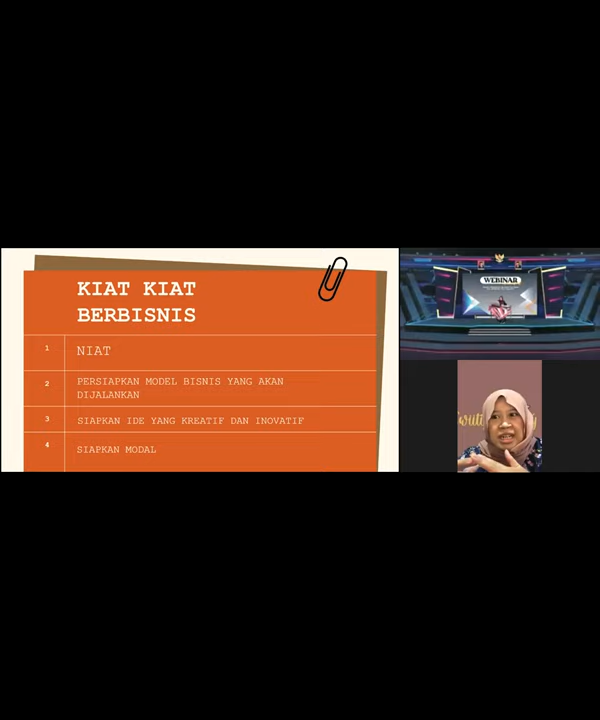 KIAT KIAT
BERBISNIS
1
NIAT
2
PERSIAPKAN MODEL BISNIS YANG AKAN
DIJALANKAN
3
SIAPKAN IDE YANG KREATIF DAN INOVATIF
4
SIAPKAN MODAL
WEBINAR